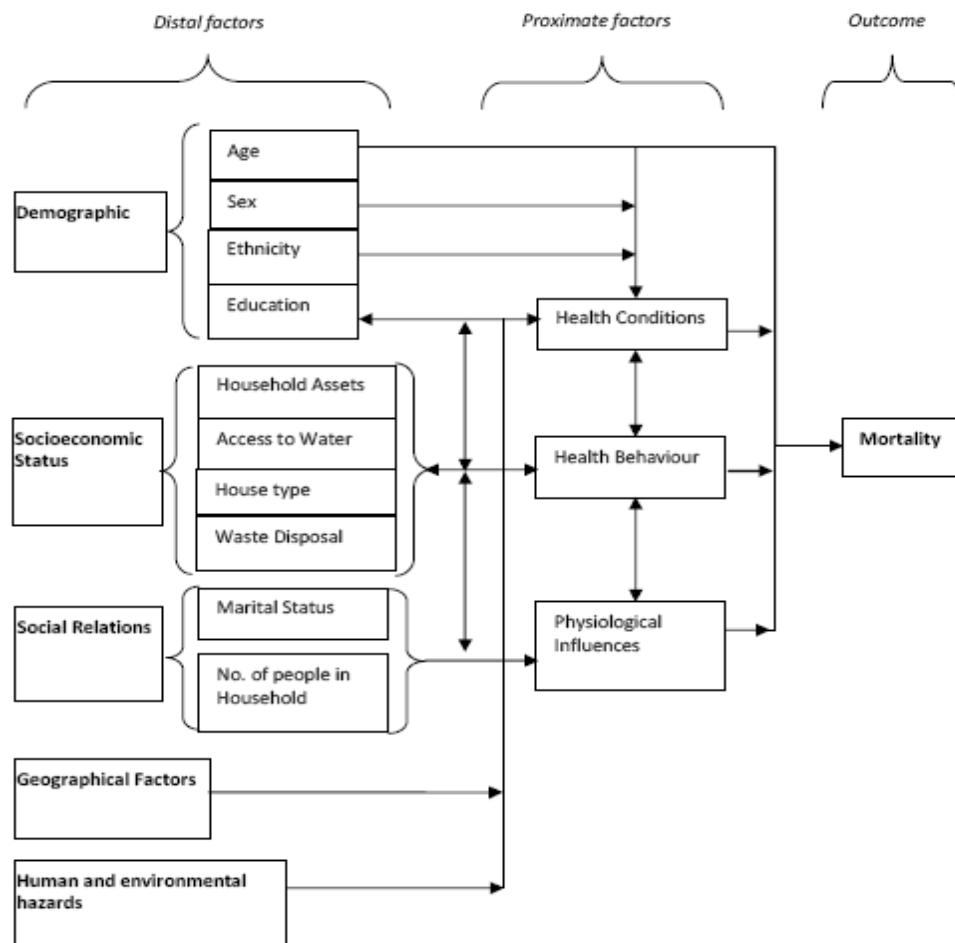 Distal factors
Proximate factors
Outcome
Demographic
Age
Sex
Ethnicity
Education
Socioeconomic
Status
Household Assets
Access to Water
House type
Waste Disposal
Social Relations
Marital Status
No. of people in
Household
Geographical Factors
Human and environmental
hazards
Health Conditions
Health Behaviour
Physiological
Influences
Mortality